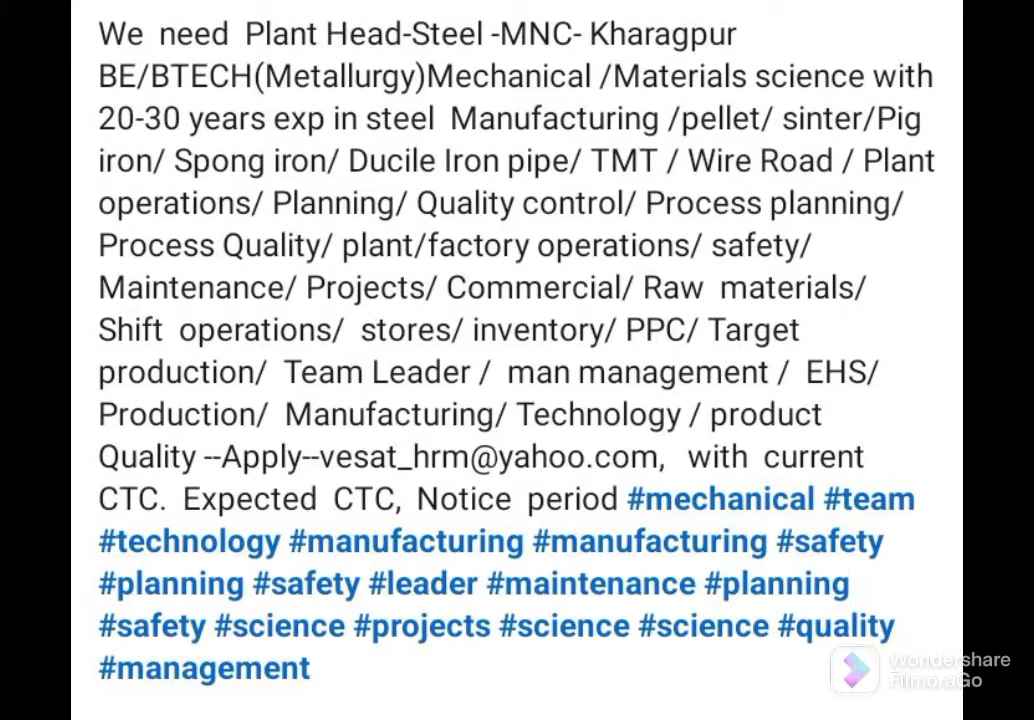 We need Plant Head-Steel -MNC- Kharagpur
BE/BTECH(Metallurgy)Mechanical /Materials science with
20-30 years exp in steel Manufacturing /pellet/ sinter/Pig
iron/ Spong iron/ Ducile Iron pipe/ TMT / Wire Road / Plant
operations/ Planning/ Quality control/ Process planning/
Process Quality/ plant/factory operations/ safety/
Maintenance/ Projects/ Commercial/ Raw materials/
Shift operations/ stores/ inventory/ PPC/ Target
production/ Team Leader / man management / EHS/
Production/ Manufacturing/ Technology / product
Quality --Apply--vesat_hrm@yahoo.com, with current
CTC. Expected CTC, Notice period #mechanical #team
#technology #manufacturing #manufacturing #safety
#planning #safety #leader #maintenance #planning
#safety #science #projects #science #science #quality
#management
Wondershare
FilmoraGo